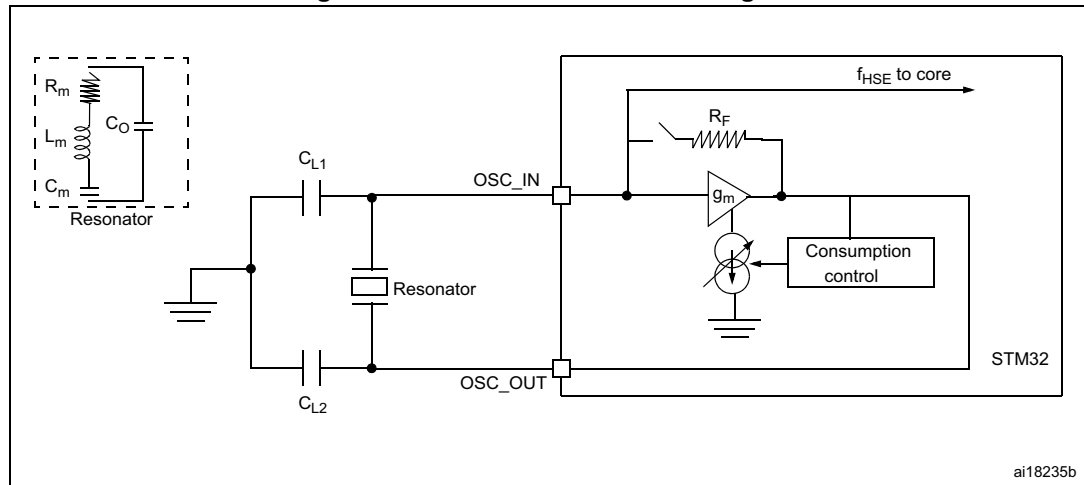 fHSE to core
Rm
RF
Lm
CO
CL1
OSC_IN
gm
Cm
Resonator
Consumption
control
Resonator
STM32
OSC_OUT
CL2
ai18235b